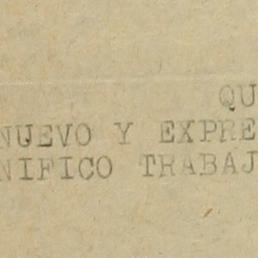 QU
NUEVO Y EXPRE
NIFICO TRABAJ